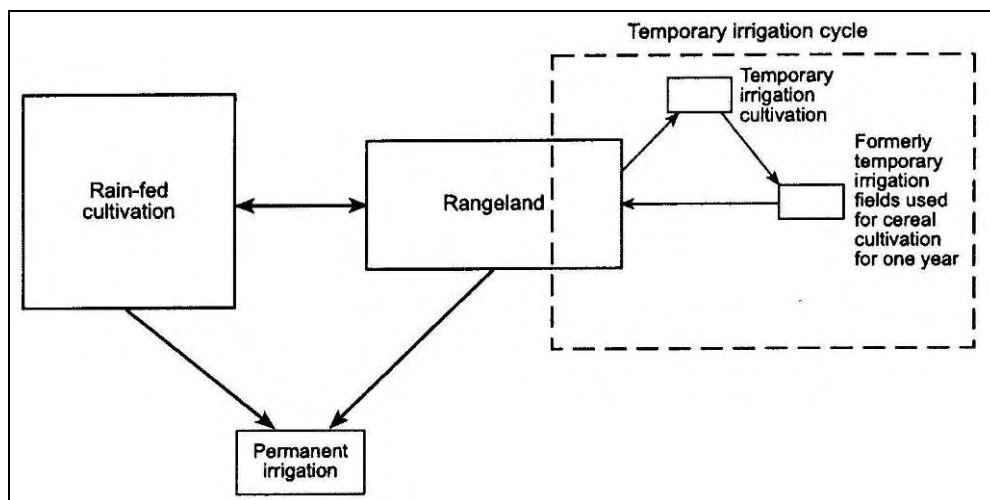 Temporary irrigation cycle
Temporary
irrigation
cultivation
Formerly
temporary
irrigation
fields used
for cereal
cultivation
for one year
Rain-fed
cultivation
Rangeland
Permanent
irrigation